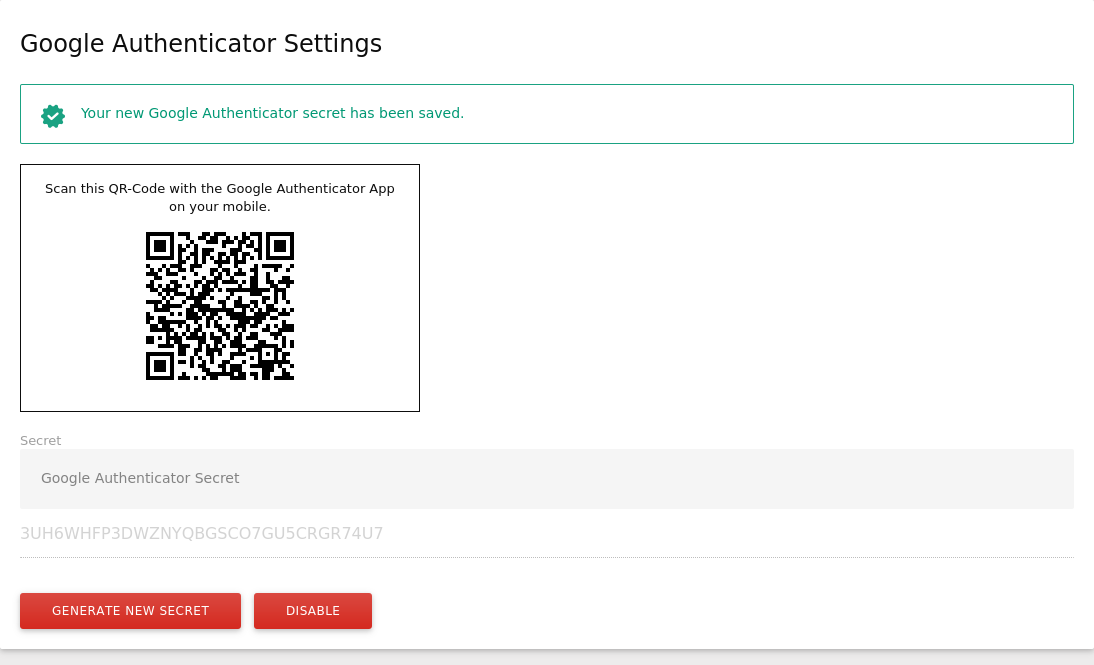 Google Authenticator Settings
Your new Google Authenticator secret has been saved.
Scan this QR-Code with the Google Authenticator App
on your mobile.
Secret
Google Authenticator Secret
3UH6WHFP3DWZNYQBGSCO7GU5CRGR74U7
GENERATE NEW SECRET
DISABLE